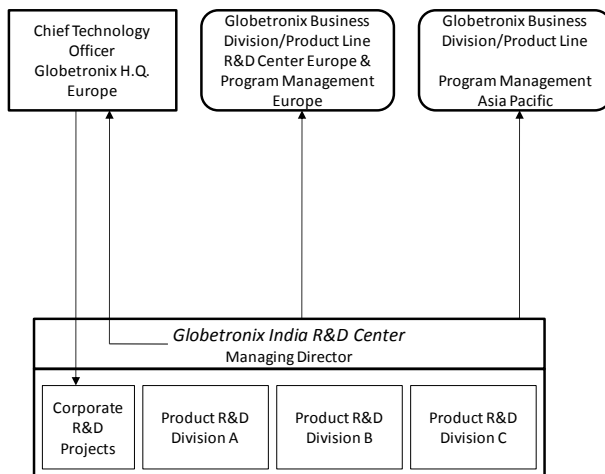 Chief Technology
Officer
Globetronix H.Q.
Europe
Globetronix Business
Division/Product Line
R&D Center Europe &
Program Management
Europe
Globetronix Business
Division/Product Line
Program Management
Asia Pacific
Globetronix India R&D Center
Managing Director
Corporate
R&D
Projects
Product R&D
Division A
Product R&D
Division B
Product R&D
Division C